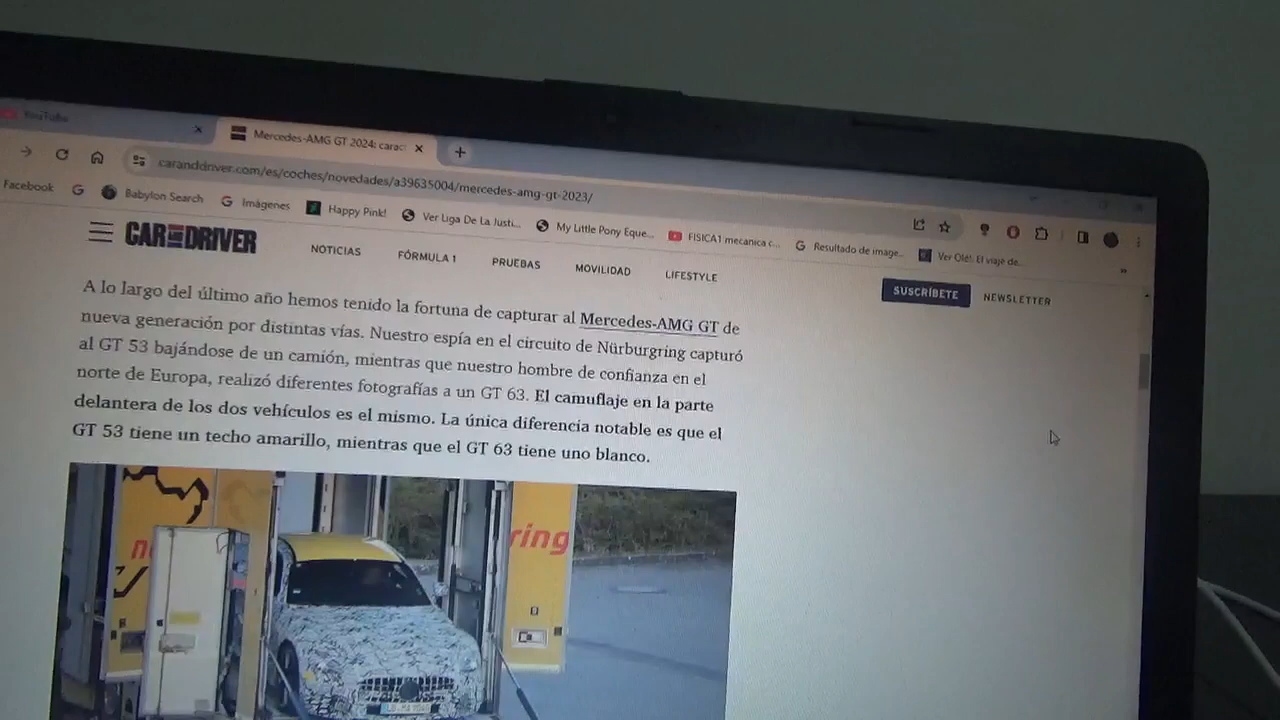 YouTube
Mercedes-AMG GT 2024: carac
caranddriver.com/es/coches/novedades/a39635004/mercedes-amg-gt-2023/
Facebook
Babylon Search
Imágenes
Happy Pink!
Ver Liga De La Justi...
My Little Pony Eque...
FISICA1 mecanica c...
Resultado de image...
Ver Olé!. El viaje de...
CAR AND DRIVER
NOTICIAS
FÓRMULA 1
PRUEBAS
MOVILIDAD
LIFESTYLE
SUSCRÍBETE
NEWSLETTER
A lo largo del último año hemos tenido la fortuna de capturar al Mercedes-AMG GT de
nueva generación por distintas vías. Nuestro espía en el circuito de Nürburgring capturó
al GT 53 bajándose de un camión, mientras que nuestro hombre de confianza en el
norte de Europa, realizó diferentes fotografías a un GT 63. El camuflaje en la parte
delantera de los dos vehículos es el mismo. La única diferencia notable es que el
GT 53 tiene un techo amarillo, mientras que el GT 63 tiene uno blanco.
ring